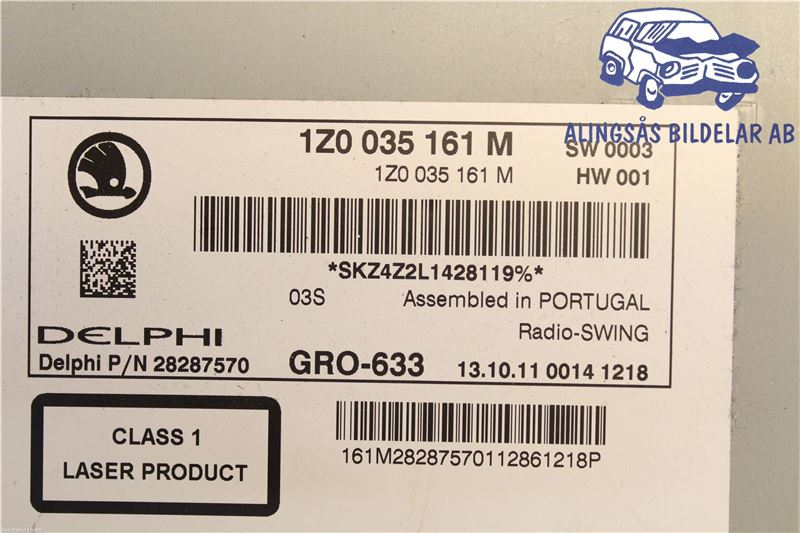 ALINGSÅS BILDELAR AB
1Z0 035 161 M SW 0003
1Z0 035 161 M HW 001
*SKZ4Z2L1428119%*
03S Assembled in PORTUGAL
Radio-SWING
DELPHI
Delphi P/N 28287570 GRO-633 13.10.11 0014 1218
CLASS 1
LASER PRODUCT
161M28287570112861218P